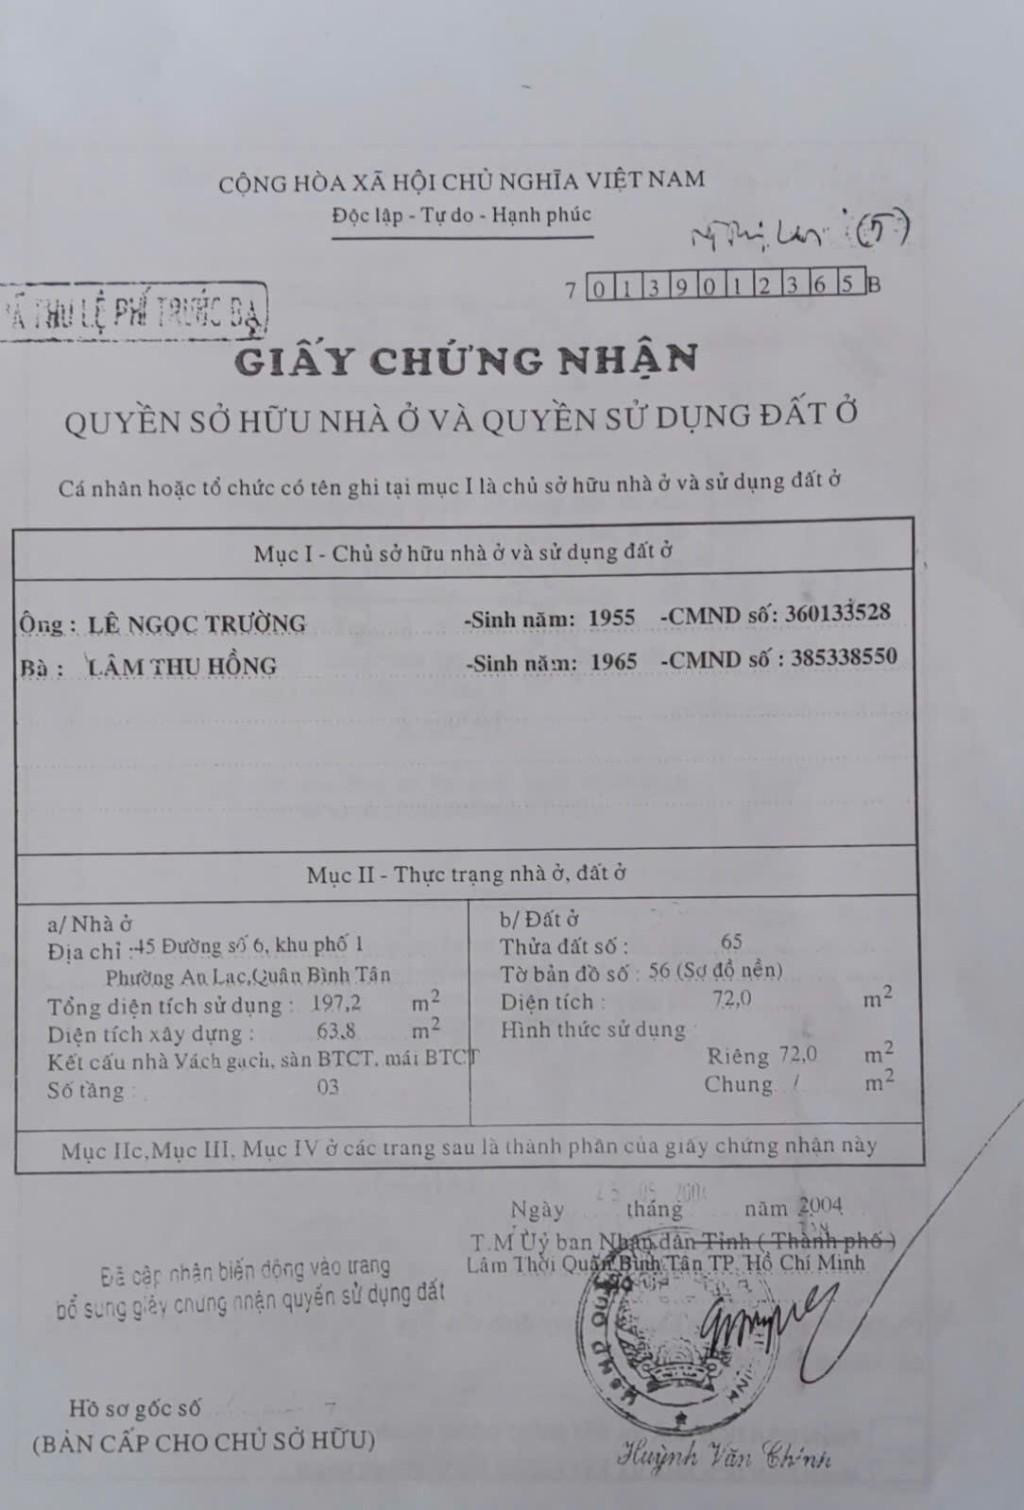 CỘNG HÒA XÃ HỘI CHỦ NGHĨA VIỆT NAM
Độc lập - Tự do - Hạnh phúc
(5)
7 0 1 3 9 0 1 2 3 6 5 B
ĐÃ THU LỆ PHÍ TRƯỚC BẠ
GIẤY CHỨNG NHẬN
QUYỀN SỞ HỮU NHÀ Ở VÀ QUYỀN SỬ DỤNG ĐẤT Ở
Cá nhân hoặc tổ chức có tên ghi tại mục I là chủ sở hữu nhà ở và sử dụng đất ở
Mục I - Chủ sở hữu nhà ở và sử dụng đất ở
Ông : LÊ NGỌC TRƯỜNG -Sinh năm: 1955 -CMND số: 360133528
Bà : LÂM THU HỒNG -Sinh năm: 1965 -CMND số : 385338550
Mục II - Thực trạng nhà ở, đất ở
a/ Nhà ở
Địa chỉ :45 Đường số 6, khu phố 1
Phường An Lạc,Quận Bình Tân
Tổng diện tích sử dụng : 197,2 m2
Diện tích xây dựng : 63,8 m2
Kết cấu nhà Vách gạch, sàn BTCT, mái BTCT
Số tầng : 03
b/ Đất ở
Thửa đất số : 65
Tờ bản đồ số : 56 (Sơ đồ nền)
Diện tích : 72,0 m2
Hình thức sử dụng
Riêng 72,0 m2
Chung / m2
Mục IIc,Mục III, Mục IV ở các trang sau là thành phần của giấy chứng nhận này
Ngày tháng năm 2004
T.M Uỷ ban Nhân dân Tỉnh ( Thành phố )
Lâm Thời Quận Bình Tân TP. Hồ Chí Minh
Đã cập nhận biến động vào trang
bổ sung giấy chứng nhận quyền sử dụng đất
Hồ sơ gốc số
(BẢN CẤP CHO CHỦ SỞ HỮU)
Huỳnh Văn Chính